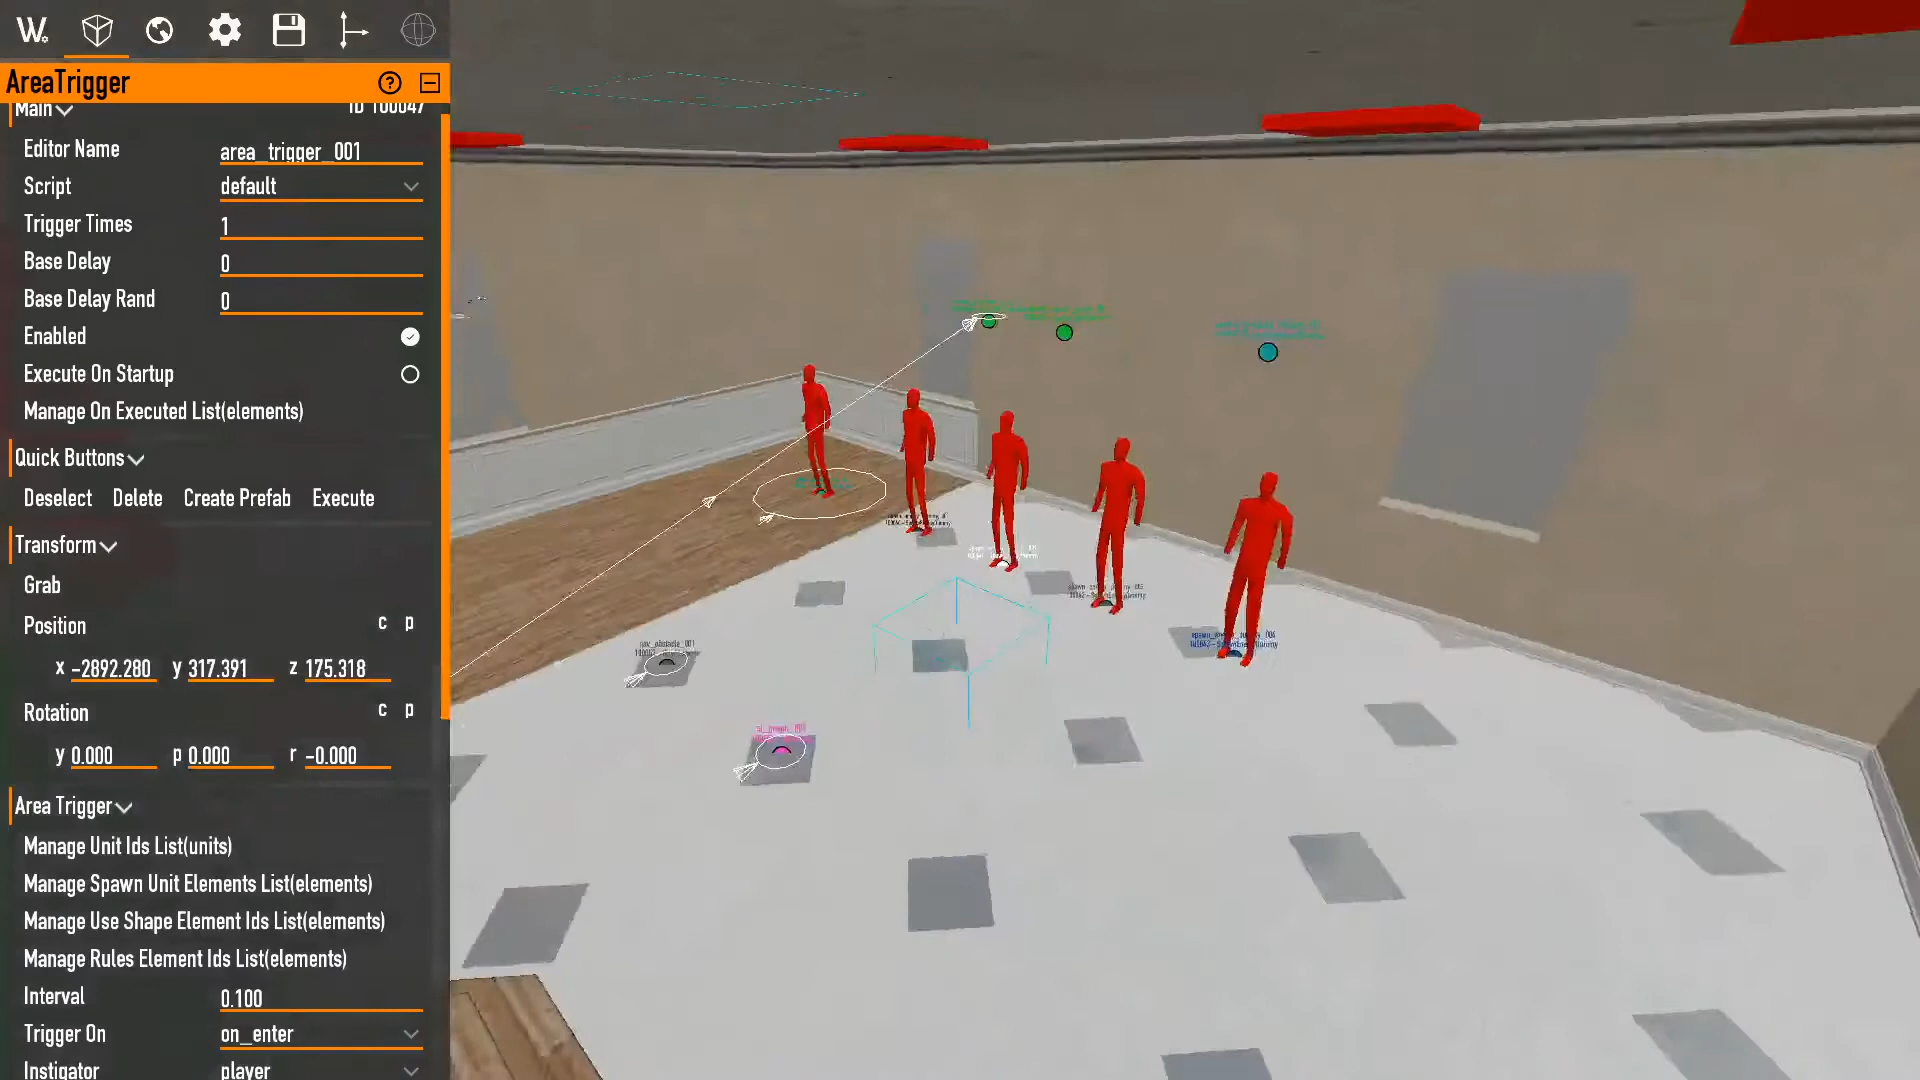 W.
AreaTrigger ?
Main ID 100047
Editor Name area_trigger_001
Script default
Trigger Times 1
Base Delay 0
Base Delay Rand 0
Enabled
Execute On Startup
Manage On Executed List(elements)
Quick Buttons
Deselect Delete Create Prefab Execute
Transform
Grab
Position c p
x -2892.280 y 317.391 z 175.318
Rotation c p
y 0.000 p 0.000 r -0.000
Area Trigger
Manage Unit Ids List(units)
Manage Spawn Unit Elements List(elements)
Manage Use Shape Element Ids List(elements)
Manage Rules Element Ids List(elements)
Interval 0.100
Trigger On on_enter
Instigator player
nav_obstacle_001